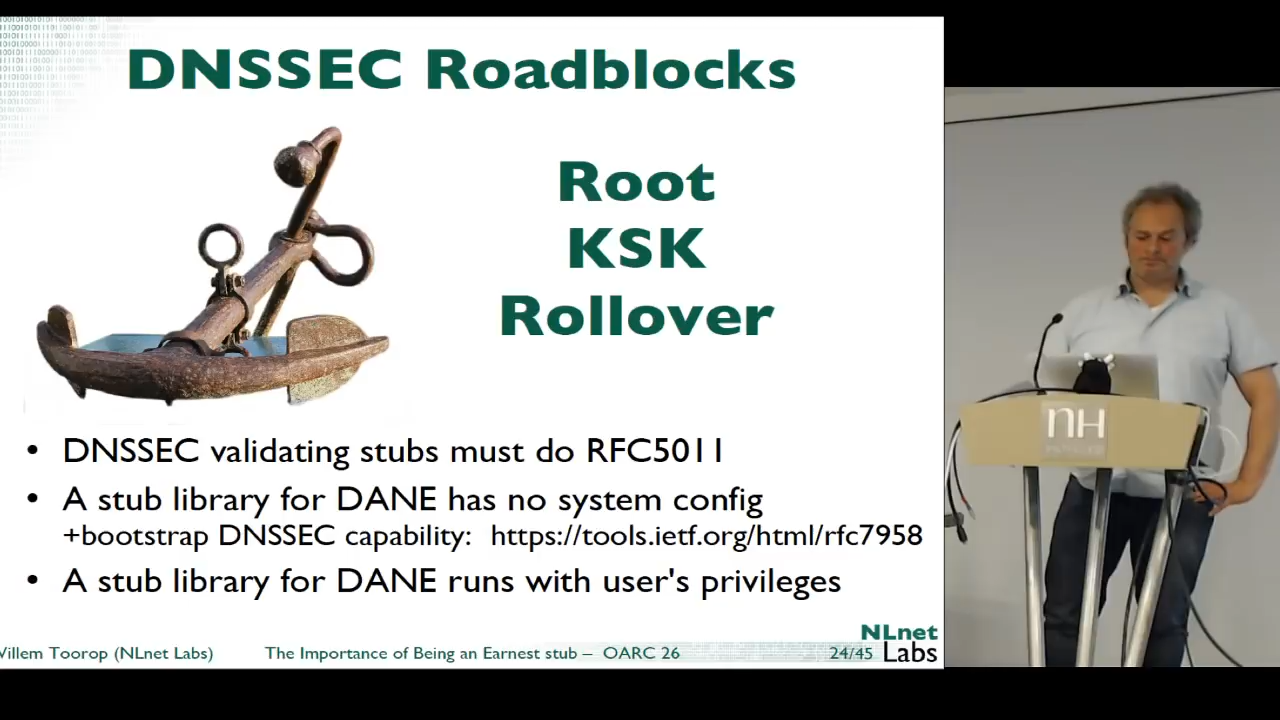 DNSSEC Roadblocks
Root
KSK
Rollover
• DNSSEC validating stubs must do RFC5011
• A stub library for DANE has no system config
+bootstrap DNSSEC capability: https://tools.ietf.org/html/rfc7958
• A stub library for DANE runs with user's privileges
NLnet
Labs
Willem Toorop (NLnet Labs) The Importance of Being an Earnest stub – OARC 26 24/45
nH